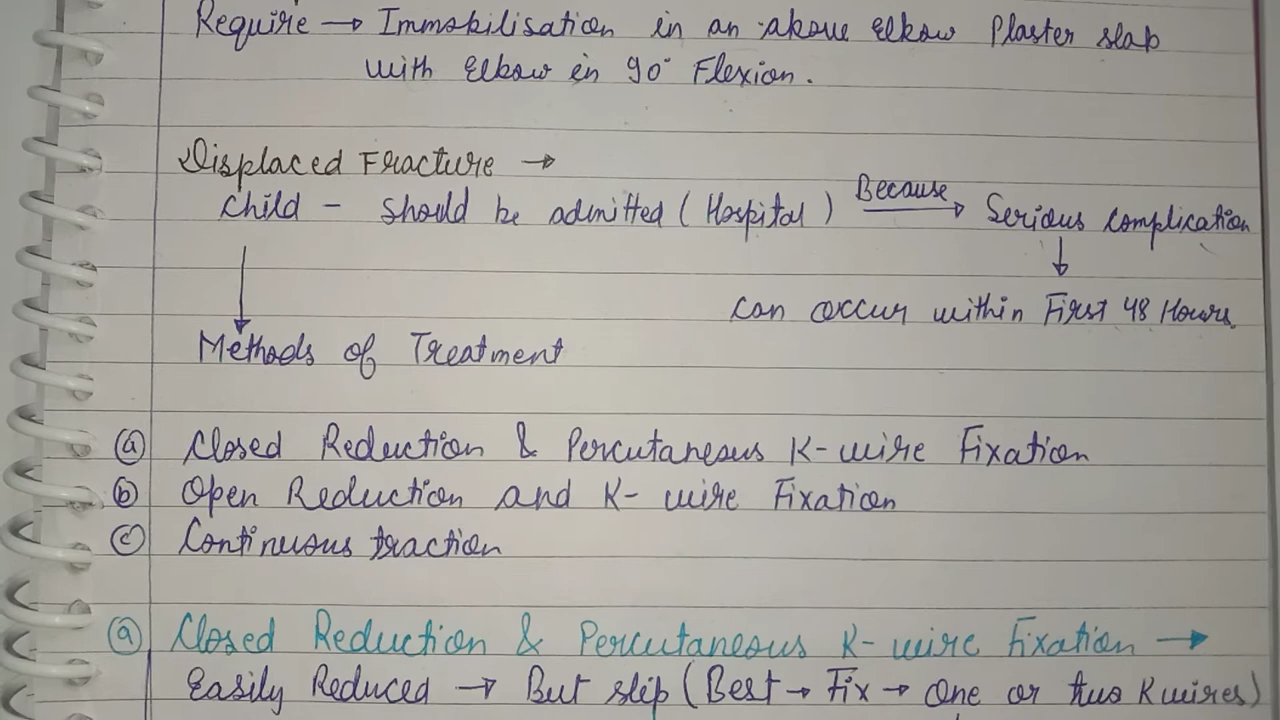 Require → Immobilisation in an above elbow Plaster slab
with Elbow in 90° Flexion.
Displaced Fracture →
Child - should be admitted (Hospital) Because → Serious Complication
↓
can occur within First 48 Hours.
Methods of Treatment
(a) Closed Reduction & Percutaneous K-wire Fixation
(b) Open Reduction and K-wire Fixation
(c) Continuous traction
(a) Closed Reduction & Percutaneous K-wire Fixation →
Easily Reduced → But slip (Best → Fix → One or two K wires)